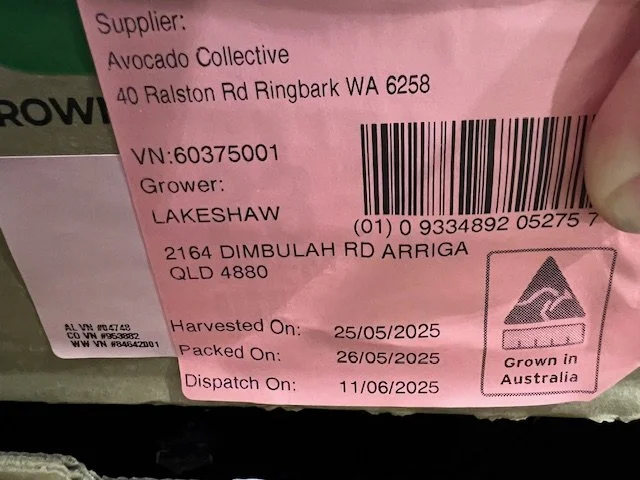 Supplier:
Avocado Collective
40 Ralston Rd Ringbark WA 6258
VN:60375001
Grower:
LAKESHAW
(01) 0 9334892 05275 7
2164 DIMBULAH RD ARRIGA
QLD 4880
Harvested On: 25/05/2025
Packed On: 26/05/2025
Dispatch On: 11/06/2025
Grown in
Australia
AL VN #04748
CO VN #953882
WW VN #84642001